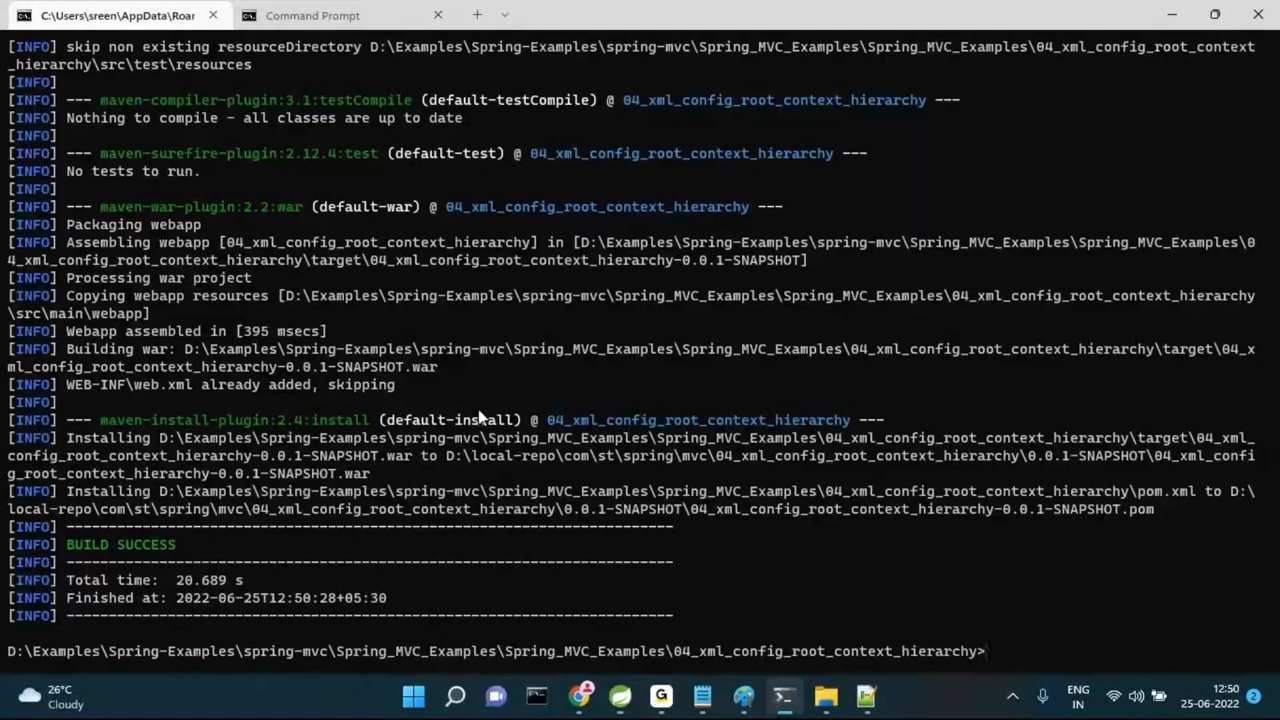 C:\Users\sreen\AppData\Roar
Command Prompt
[INFO] skip non existing resourceDirectory D:\Examples\Spring-Examples\spring-mvc\Spring_MVC_Examples\Spring_MVC_Examples\04_xml_config_root_context
_hierarchy\src\test\resources
[INFO]
[INFO] --- maven-compiler-plugin:3.1:testCompile (default-testCompile) @ 04_xml_config_root_context_hierarchy ---
[INFO] Nothing to compile - all classes are up to date
[INFO]
[INFO] --- maven-surefire-plugin:2.12.4:test (default-test) @ 04_xml_config_root_context_hierarchy ---
[INFO] No tests to run.
[INFO]
[INFO] --- maven-war-plugin:2.2:war (default-war) @ 04_xml_config_root_context_hierarchy ---
[INFO] Packaging webapp
[INFO] Assembling webapp [04_xml_config_root_context_hierarchy] in [D:\Examples\Spring-Examples\spring-mvc\Spring_MVC_Examples\Spring_MVC_Examples\0
4_xml_config_root_context_hierarchy\target\04_xml_config_root_context_hierarchy-0.0.1-SNAPSHOT]
[INFO] Processing war project
[INFO] Copying webapp resources [D:\Examples\Spring-Examples\spring-mvc\Spring_MVC_Examples\Spring_MVC_Examples\04_xml_config_root_context_hierarchy
\src\main\webapp]
[INFO] Webapp assembled in [395 msecs]
[INFO] Building war: D:\Examples\Spring-Examples\spring-mvc\Spring_MVC_Examples\Spring_MVC_Examples\04_xml_config_root_context_hierarchy\target\04_x
ml_config_root_context_hierarchy-0.0.1-SNAPSHOT.war
[INFO] WEB-INF\web.xml already added, skipping
[INFO]
[INFO] --- maven-install-plugin:2.4:install (default-install) @ 04_xml_config_root_context_hierarchy ---
[INFO] Installing D:\Examples\Spring-Examples\spring-mvc\Spring_MVC_Examples\Spring_MVC_Examples\04_xml_config_root_context_hierarchy\target\04_xml_
config_root_context_hierarchy-0.0.1-SNAPSHOT.war to D:\local-repo\com\st\spring\mvc\04_xml_config_root_context_hierarchy\0.0.1-SNAPSHOT\04_xml_confi
g_root_context_hierarchy-0.0.1-SNAPSHOT.war
[INFO] Installing D:\Examples\Spring-Examples\spring-mvc\Spring_MVC_Examples\Spring_MVC_Examples\04_xml_config_root_context_hierarchy\pom.xml to D:\
local-repo\com\st\spring\mvc\04_xml_config_root_context_hierarchy\0.0.1-SNAPSHOT\04_xml_config_root_context_hierarchy-0.0.1-SNAPSHOT.pom
[INFO] ------------------------------------------------------------------------
[INFO] BUILD SUCCESS
[INFO] ------------------------------------------------------------------------
[INFO] Total time:  20.689 s
[INFO] Finished at: 2022-06-25T12:50:28+05:30
[INFO] ------------------------------------------------------------------------
D:\Examples\Spring-Examples\spring-mvc\Spring_MVC_Examples\Spring_MVC_Examples\04_xml_config_root_context_hierarchy>
26°C
Cloudy
ENG
IN
12:50
25-06-2022
2